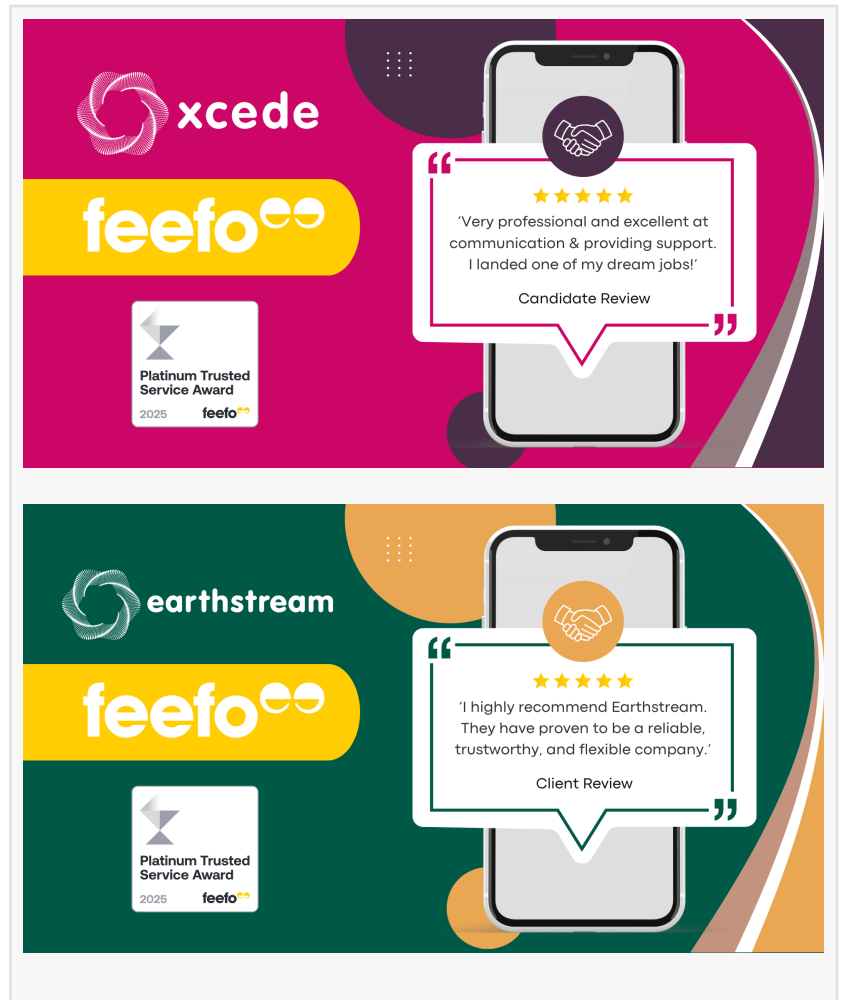 xcede
feefo
Platinum Trusted
Service Award
2025 feefo
“
‘Very professional and excellent at
communication & providing support.
I landed one of my dream jobs!’
Candidate Review
”
earthstream
feefo
Platinum Trusted
Service Award
2025 feefo
“
‘I highly recommend Earthstream.
They have proven to be a reliable,
trustworthy, and flexible company.’
Client Review
”